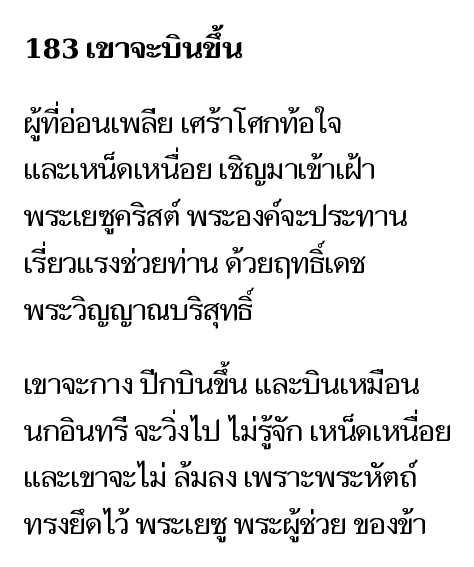 183 เขาจะบินขึ้น
ผู้ที่อ่อนเพลีย เศร้าโศกท้อใจ
และเหน็ดเหนื่อย เชิญมาเข้าเฝ้า
พระเยซูคริสต์ พระองค์จะประทาน
เรี่ยวแรงช่วยท่าน ด้วยฤทธิ์เดช
พระวิญญาณบริสุทธิ์
เขาจะกาง ปีกบินขึ้น และบินเหมือน
นกอินทรี จะวิ่งไป ไม่รู้จัก เหน็ดเหนื่อย
และเขาจะไม่ ล้มลง เพราะพระหัตถ์
ทรงยึดไว้ พระเยซู พระผู้ช่วย ของข้า